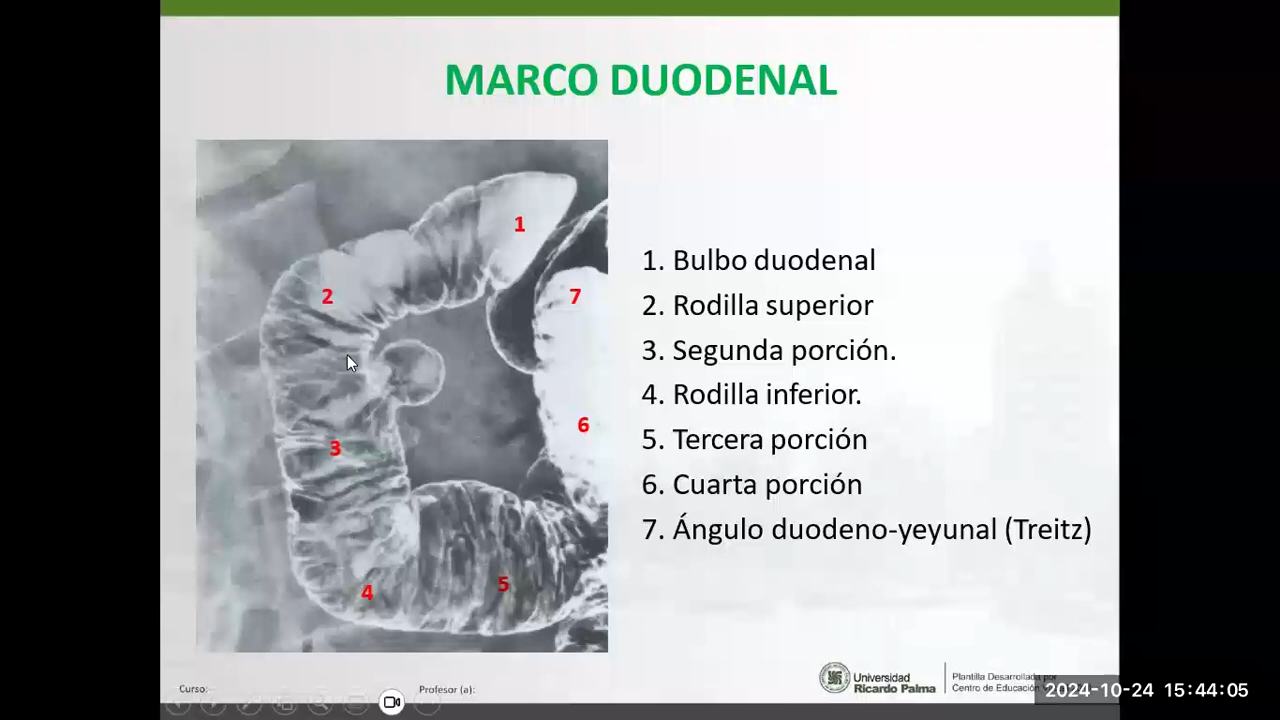 MARCO DUODENAL
1
2
7
6
3
4
5
1. Bulbo duodenal
2. Rodilla superior
3. Segunda porción.
4. Rodilla inferior.
5. Tercera porción
6. Cuarta porción
7. Ángulo duodeno-yeyunal (Treitz)
Curso:
Profesor (a):
Universidad
Ricardo Palma
Plantilla Desarrollada por
Centro de Educación
2024-10-24 15:44:05